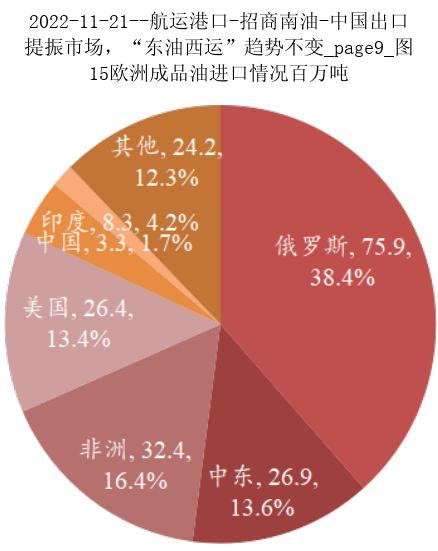 2022-11-21--航运港口-招商南油-中国出口
提振市场，“东油西运”趋势不变_page9_图
15欧洲成品油进口情况百万吨
其他, 24.2,
12.3%
俄罗斯, 75.9,
38.4%
印度, 8.3, 4.2%
中国, 3.3, 1.7%
美国, 26.4,
13.4%
非洲, 32.4,
16.4%
中东, 26.9,
13.6%